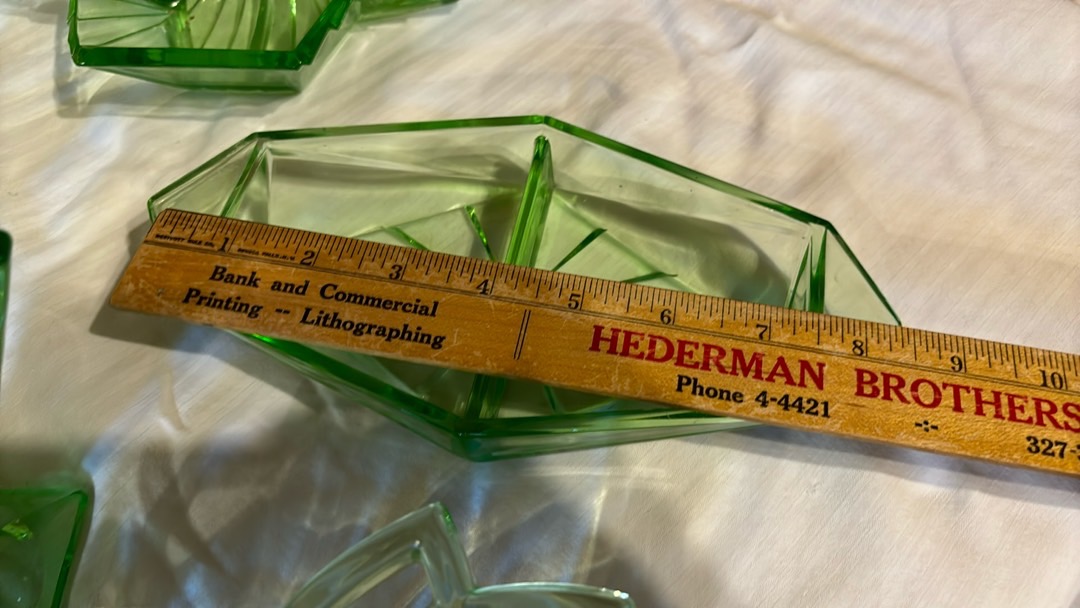 1 2 3 4 5 6 7 8 9 10
Bank and Commercial
Printing -- Lithographing
HEDERMAN BROTHERS
Phone 4-4421
-:-
327-